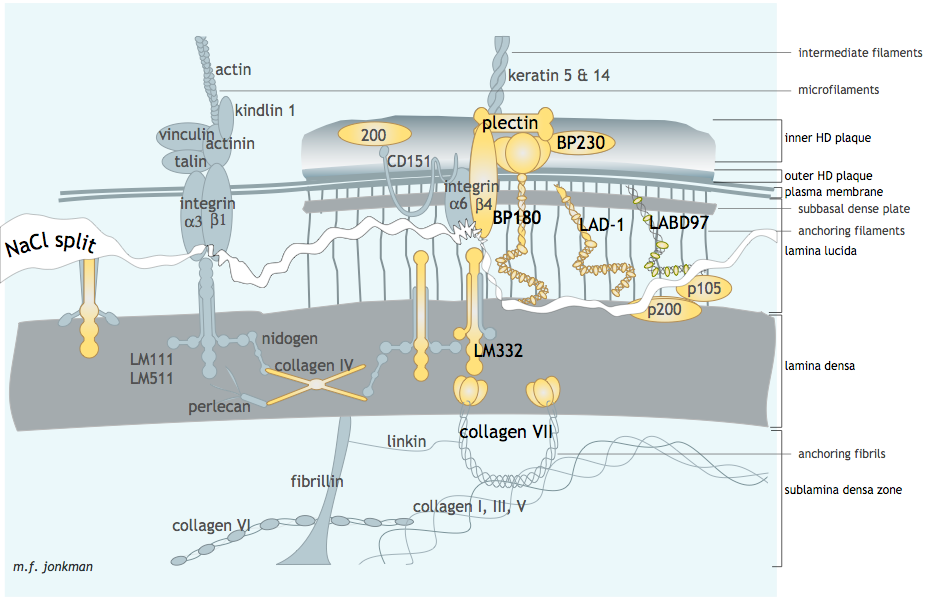 intermediate filaments
actin
keratin 5 & 14
microfilaments
kindlin 1
plectin
vinculin
200
inner HD plaque
actinin
BP230
talin
CD151
outer HD plaque
integrin
plasma membrane
integrin
α6 β4
subbasal dense plate
α3 β1
BP180
LAD-1
LABD97
anchoring filaments
NaCl split
lamina lucida
p105
p200
nidogen
LM332
LM111
collagen IV
lamina densa
LM511
perlecan
collagen VII
linkin
anchoring fibrils
fibrillin
sublamina densa zone
collagen I, III, V
collagen VI
m.f. jonkman